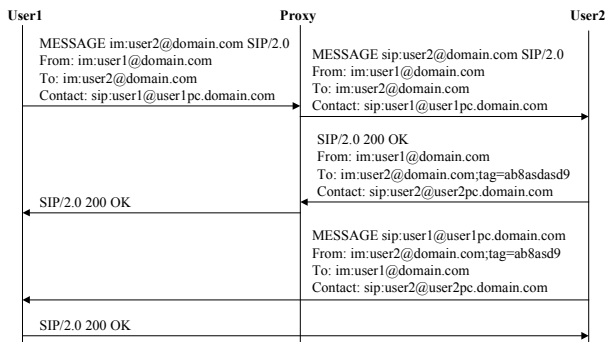 User1
Proxy
User2
MESSAGE im:user2@domain.com SIP/2.0
From: im:user1@domain.com
To: im:user2@domain.com
Contact: sip:user1@user1pc.domain.com
MESSAGE sip:user2@domain.com SIP/2.0
From: im:user1@domain.com
To: im:user2@domain.com
Contact: sip:user1@user1pc.domain.com
SIP/2.0 200 OK
From: im:user1@domain.com
To: im:user2@domain.com;tag=ab8asdasd9
Contact: sip:user2@user2pc.domain.com
SIP/2.0 200 OK
MESSAGE sip:user1@user1pc.domain.com
From: im:user2@domain.com;tag=ab8asd9
To: im:user1@domain.com
Contact: sip:user2@user2pc.domain.com
SIP/2.0 200 OK